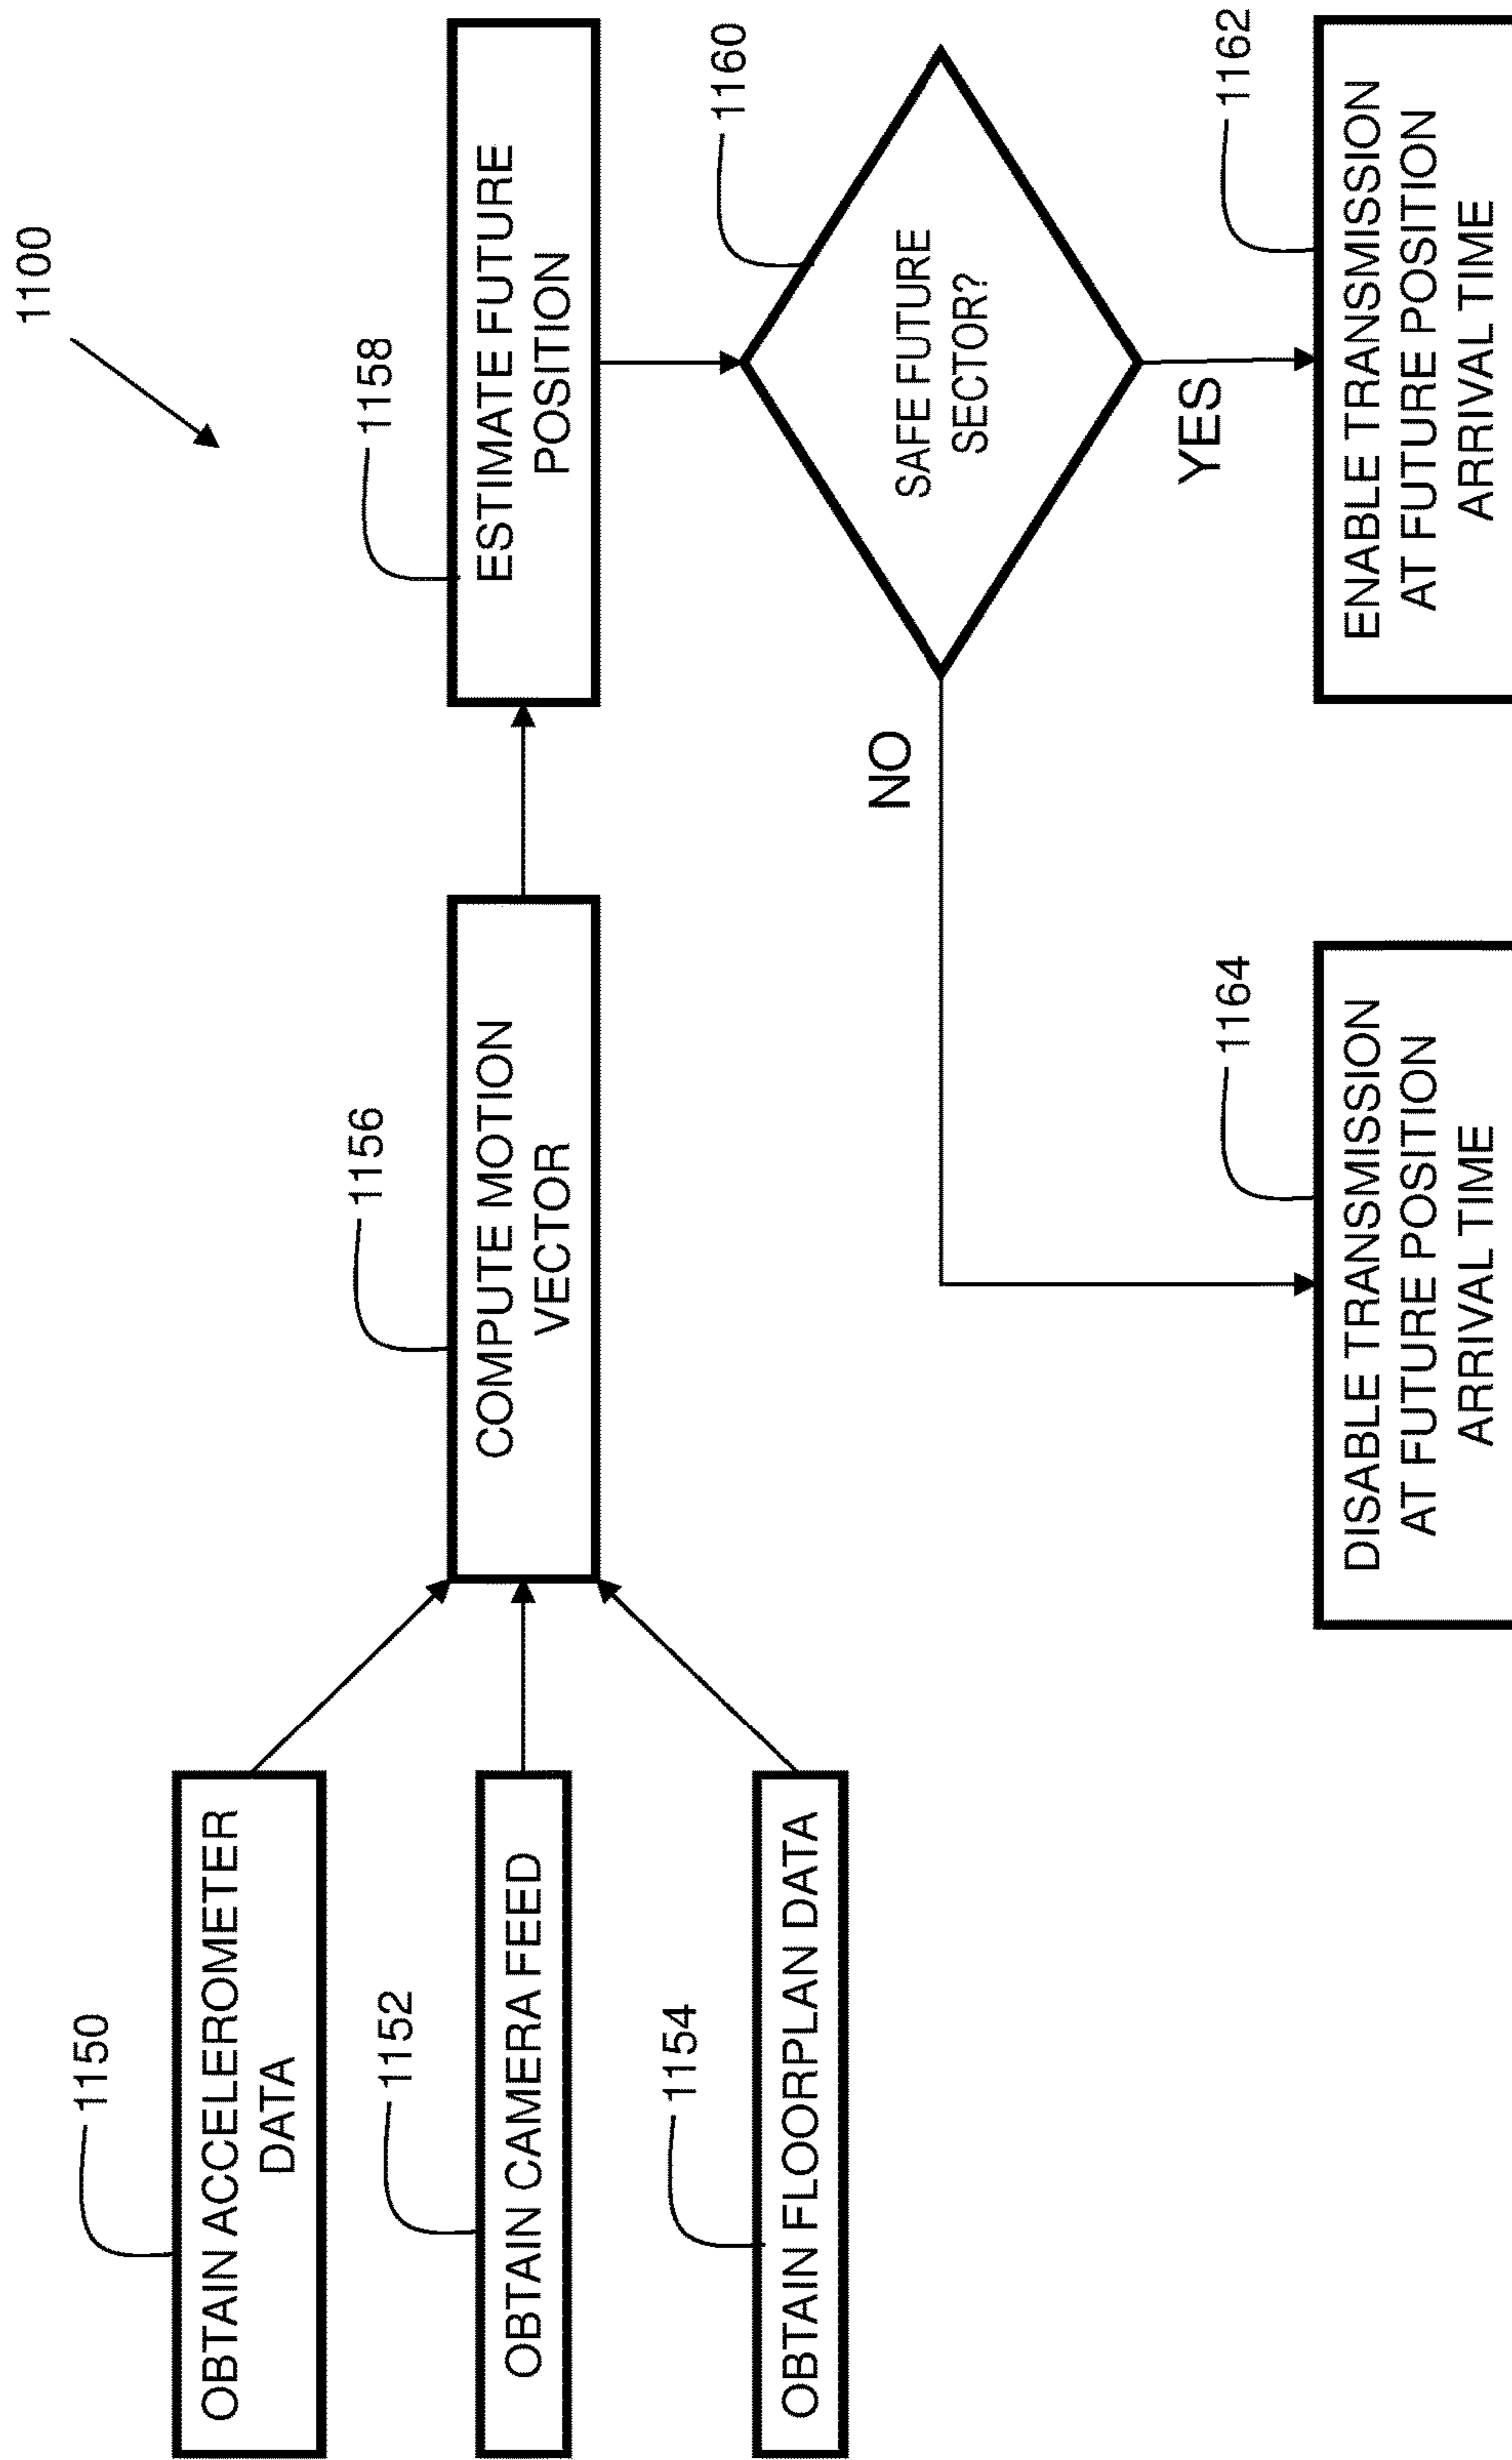 1100
1150
OBTAIN ACCELEROMETER
DATA
1152
OBTAIN CAMERA FEED
1154
OBTAIN FLOORPLAN DATA
1156
COMPUTE MOTION
VECTOR
1158
ESTIMATE FUTURE
POSITION
1160
SAFE FUTURE
SECTOR?
NO
YES
1164
DISABLE TRANSMISSION
AT FUTURE POSITION
ARRIVAL TIME
1162
ENABLE TRANSMISSION
AT FUTURE POSITION
ARRIVAL TIME